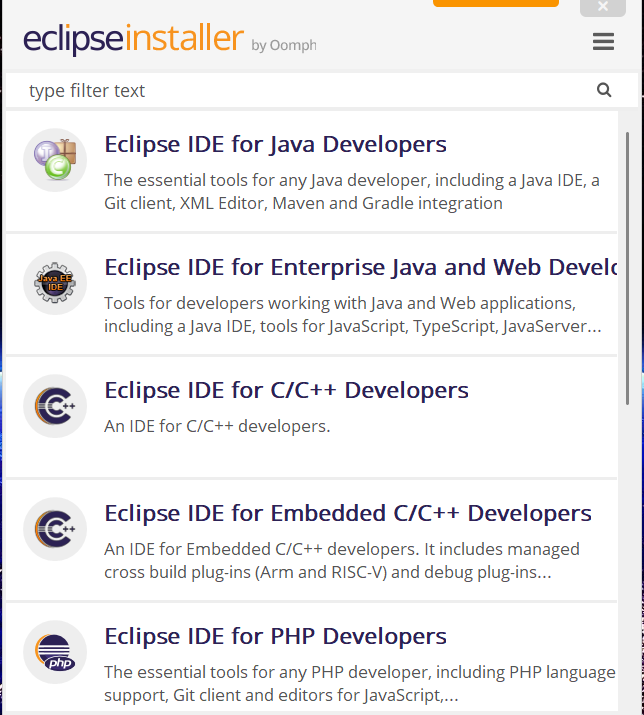 eclipseinstaller by Oomph
type filter text
Eclipse IDE for Java Developers
The essential tools for any Java developer, including a Java IDE, a
Git client, XML Editor, Maven and Gradle integration
Java EE
IDE
Eclipse IDE for Enterprise Java and Web Develo
Tools for developers working with Java and Web applications,
including a Java IDE, tools for JavaScript, TypeScript, JavaServer...
C++
Eclipse IDE for C/C++ Developers
An IDE for C/C++ developers.
C++
Eclipse IDE for Embedded C/C++ Developers
An IDE for Embedded C/C++ developers. It includes managed
cross build plug-ins (Arm and RISC-V) and debug plug-ins...
php
Eclipse IDE for PHP Developers
The essential tools for any PHP developer, including PHP language
support, Git client and editors for JavaScript,...